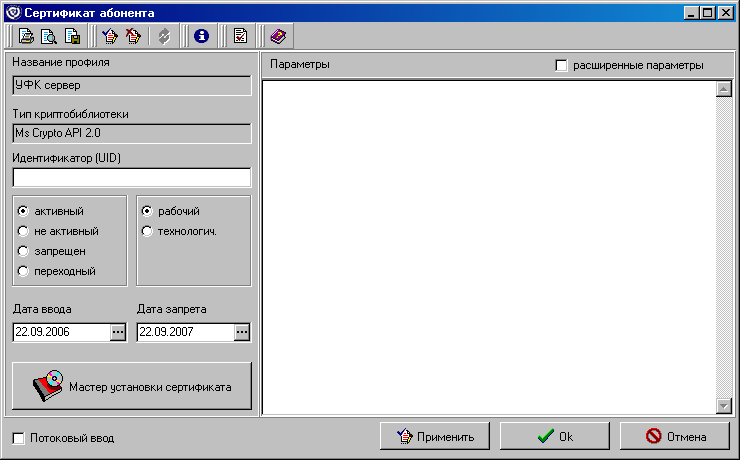 Сертификат абонента
Название профиля
УФК сервер
Тип криптобиблиотеки
Ms Crypto API 2.0
Идентификатор (UID)
активный
не активный
запрещен
переходный
рабочий
технологич.
Дата ввода
Дата запрета
22.09.2006
22.09.2007
Мастер установки сертификата
Параметры
расширенные параметры
Потоковый ввод
Применить
Ok
Отмена